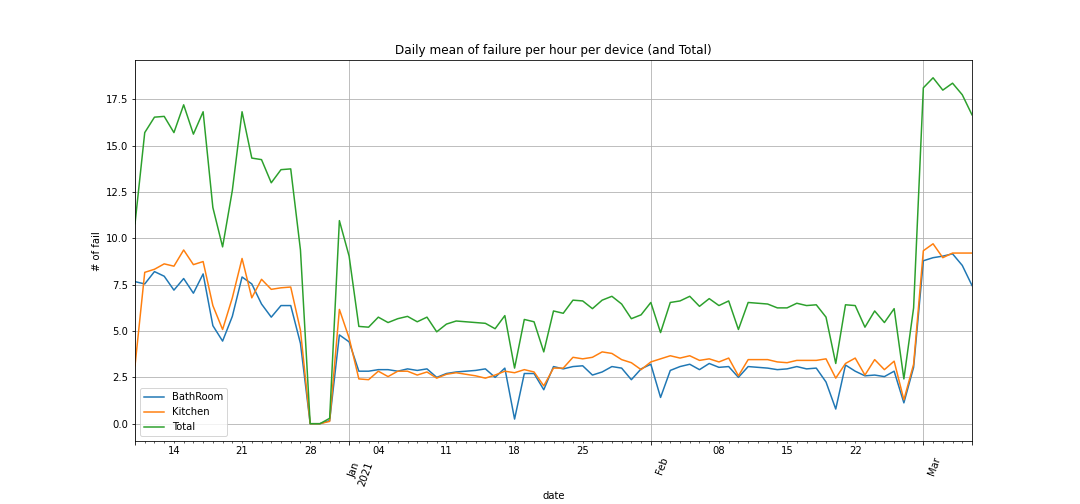 Daily mean of failure per hour per device (and Total)
17.5
15.0
12.5
10.0
7.5
5.0
2.5
0.0
# of fail
BathRoom
Kitchen
Total
14 21 28 04 11 18 25 08 15 22
Jan
2021
Feb
Mar
date